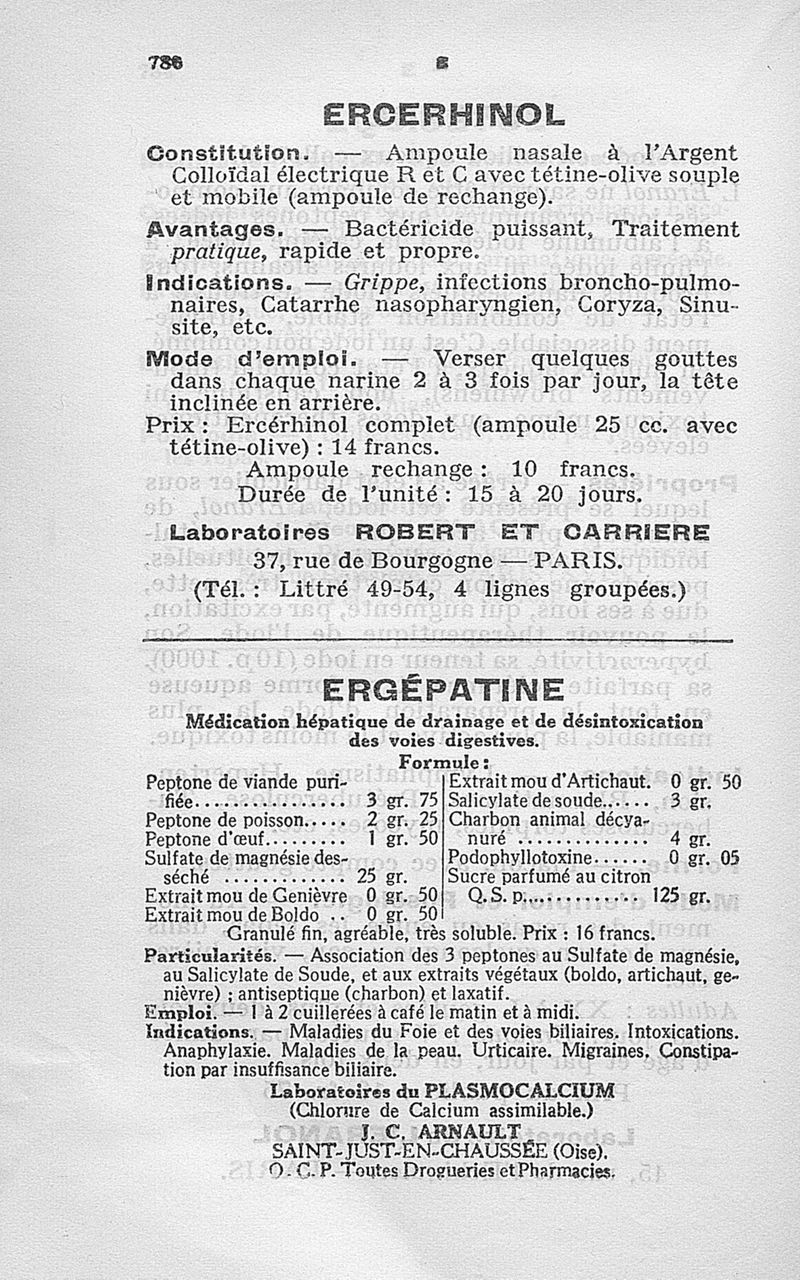 786
E
ERCERHINOL
Constitution. — Ampoule nasale à l'Argent
Colloïdal électrique R et C avec tétine-olive souple
et mobile (ampoule de rechange).
Avantages. — Bactéricide puissant, Traitement
pratique, rapide et propre.
Indications. — Grippe, infections broncho-pulmo-
naires, Catarrhe nasopharyngien, Coryza, Sinu-
site, etc.
Mode d'emploi. — Verser quelques gouttes
dans chaque narine 2 à 3 fois par jour, la tête
inclinée en arrière.
Prix : Ercérhinol complet (ampoule 25 cc. avec
tétine-olive) : 14 francs.
Ampoule rechange : 10 francs.
Durée de l'unité : 15 à 20 jours.
Laboratoires ROBERT ET CARRIERE
37, rue de Bourgogne — PARIS.
(Tél. : Littré 49-54, 4 lignes groupées.)
ERGÉPATINE
Médication hépatique de drainage et de désintoxication
des voies digestives.
Formule :
Peptone de viande puri-
fiée................. 3 gr. 75
Peptone de poisson..... 2 gr. 25
Peptone d'œuf......... 1 gr. 50
Sulfate de magnésie des-
séché ............. 25 gr.
Extrait mou de Genièvre 0 gr. 50
Extrait mou de Boldo .. 0 gr. 50
Extrait mou d'Artichaut. 0 gr. 50
Salicylate de soude....... 3 gr.
Charbon animal décya-
nuré .............. 4 gr.
Podophyllotoxine...... 0 gr. 05
Sucre parfumé au citron
Q. S. p............... 125 gr.
Granulé fin, agréable, très soluble. Prix : 16 francs.
Particularités. — Association des 3 peptones au Sulfate de magnésie,
au Salicylate de Soude, et aux extraits végétaux (boldo, artichaut, ge-
nièvre) ; antiseptique (charbon) et laxatif.
Emploi. — 1 à 2 cuillerées à café le matin et à midi.
Indications. — Maladies du Foie et des voies biliaires. Intoxications.
Anaphylaxie. Maladies de la peau. Urticaire. Migraines. Constipa-
tion par insuffisance biliaire.
Laboratoires du PLASMOCALCIUM
(Chlorure de Calcium assimilable.)
J. C. ARNAULT
SAINT-JUST-EN-CHAUSSÉE (Oise).
O. C. P. Toutes Drogueries et Pharmacies.